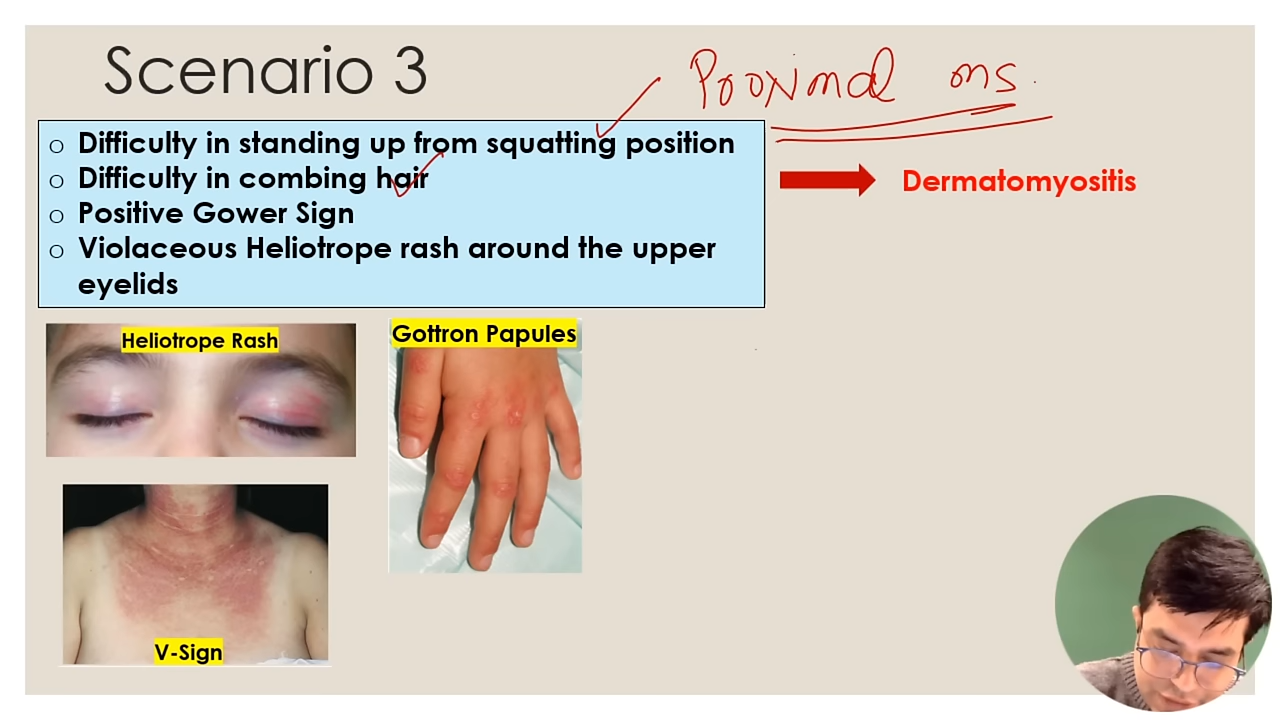 Scenario 3
Proximal ms.
o Difficulty in standing up from squatting position
o Difficulty in combing hair
o Positive Gower Sign
o Violaceous Heliotrope rash around the upper
eyelids
Dermatomyositis
Heliotrope Rash
Gottron Papules
V-Sign